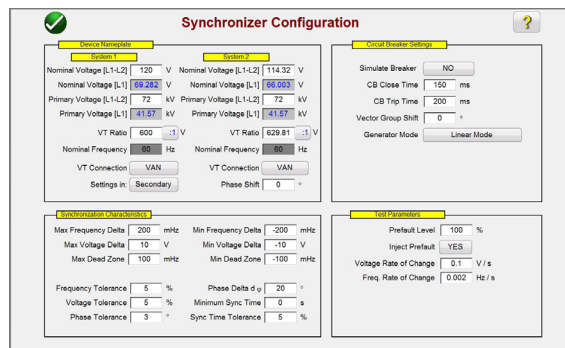 Synchronizer Configuration
?
Device Nameplate
System 1
System 2
Nominal Voltage [L1-L2] 120 V Nominal Voltage [L1-L2] 114.32 V
Nominal Voltage [L1] 69.282 V Nominal Voltage [L1] 66.003 V
Primary Voltage [L1-L2] 72 kV Primary Voltage [L1-L2] 72 kV
Primary Voltage [L1] 41.57 kV Primary Voltage [L1] 41.57 kV
VT Ratio 600 :1 V VT Ratio 629.81 :1 V
Nominal Frequency 60 Hz Nominal Frequency 60 Hz
VT Connection VAN VT Connection VAN
Settings in: Secondary Phase Shift 0 °
Circuit Breaker Settings
Simulate Breaker NO
CB Close Time 150 ms
CB Trip Time 200 ms
Vector Group Shift 0 °
Generator Mode Linear Mode
Synchronization Characteristics
Max Frequency Delta 200 mHz Min Frequency Delta -200 mHz
Max Voltage Delta 10 V Min Voltage Delta -10 V
Max Dead Zone 100 mHz Min Dead Zone -100 mHz
Frequency Tolerance 5 % Phase Delta d φ 20 °
Voltage Tolerance 5 % Minimum Sync Time 0 s
Phase Tolerance 3 ° Sync Time Tolerance 5 %
Test Parameters
Prefault Level 100 %
Inject Prefault YES
Voltage Rate of Change 0.1 V / s
Freq. Rate of Change 0.002 Hz / s